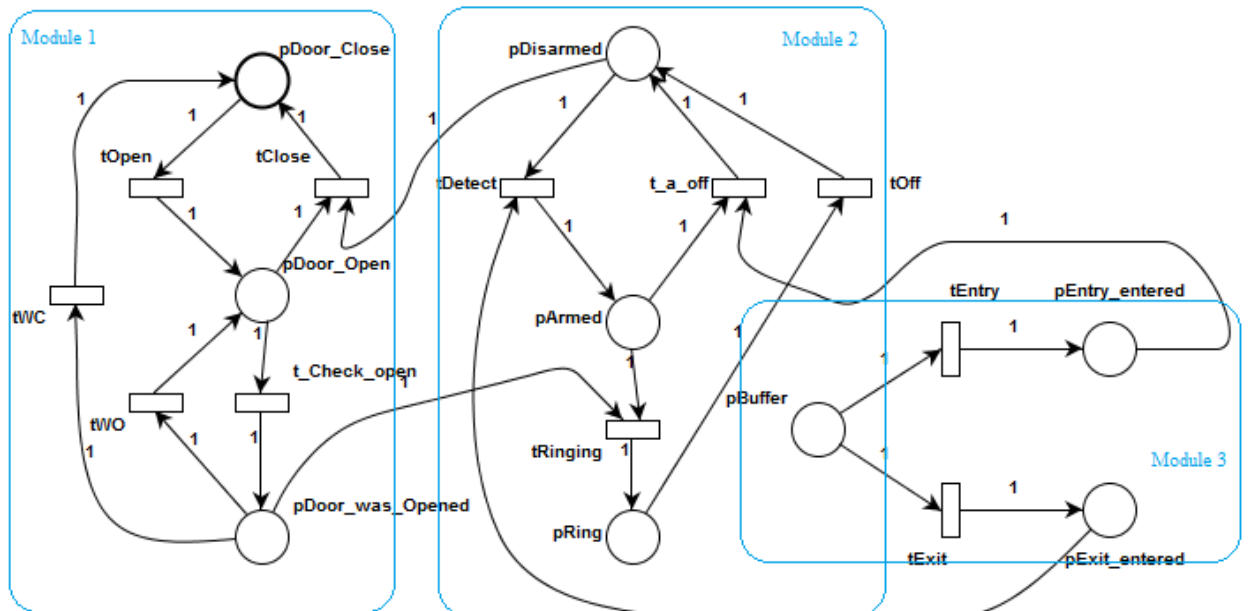 Module 1
Module 2
pDoor_Close
pDisarmed
1
1
1
1
1
1
1
1
tOpen
tClose
tDetect
t_a_off
tOff
1
1
1
1
1
pDoor_Open
tEntry
pEntry_entered
tWC
pArmed
1
1
1
1
1
1
t_Check_open
1
pBuffer
tWO
1
1
1
1
1
tRinging
Module 3
1
pDoor_was_Opened
pRing
tExit
pExit_entered